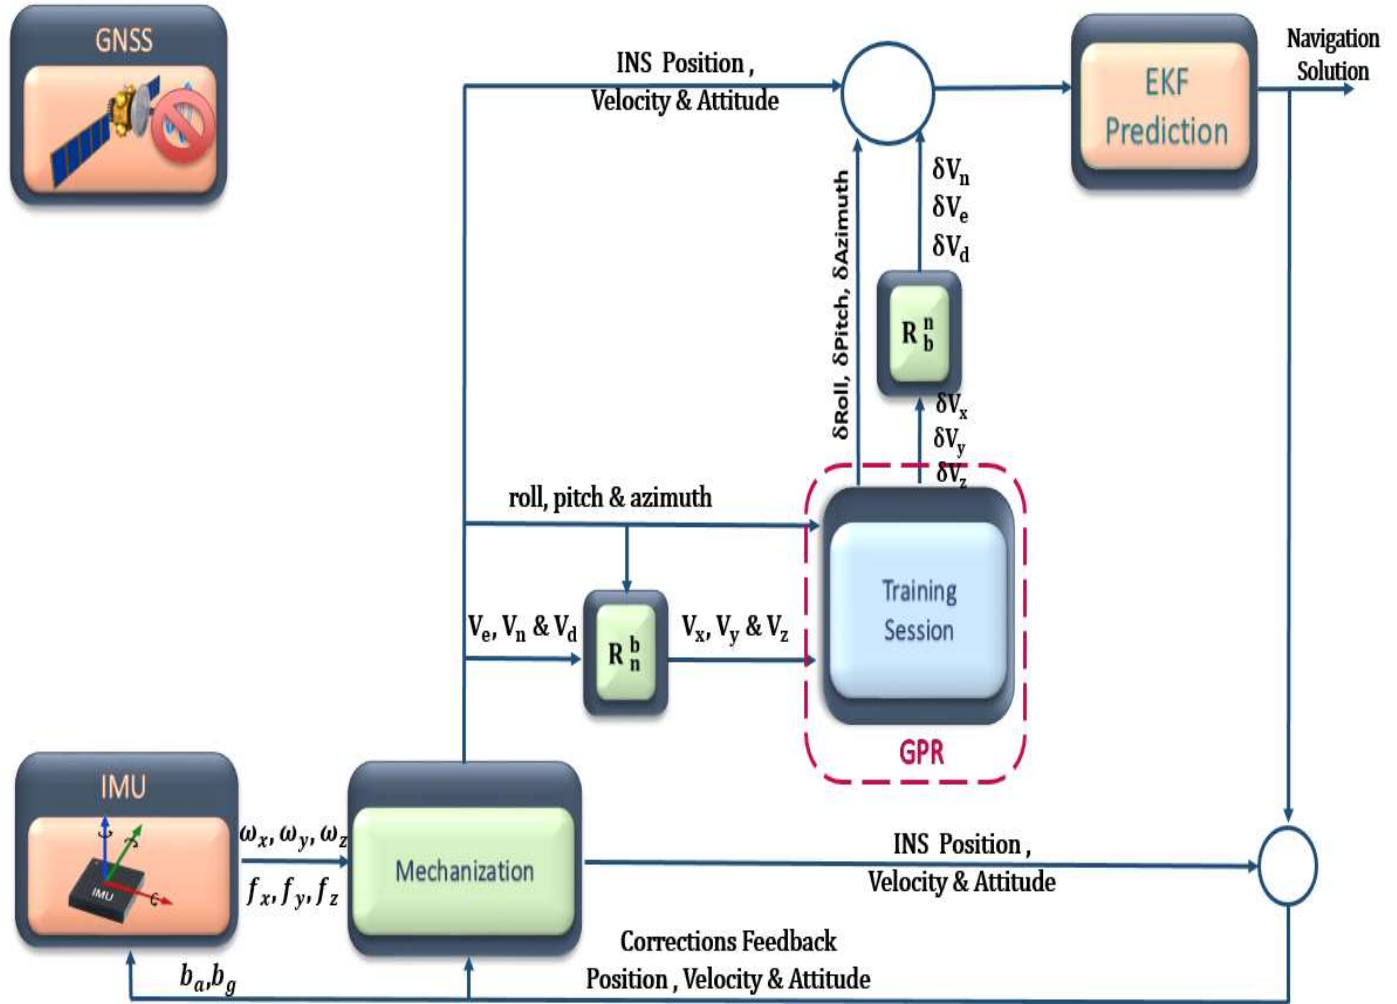 GNSS
INS Position ,
Velocity & Attitude
EKF
Prediction
Navigation
Solution
δRoll, δPitch, δAzimuth
δVn
δVe
δVd
R n b
δVx
δVy
δVz
roll, pitch & azimuth
Ve, Vn & Vd
R b n
Vx, Vy & Vz
Training
Session
GPR
IMU
IMU
ωx, ωy, ωz
fx, fy, fz
Mechanization
INS Position ,
Velocity & Attitude
ba,bg
Corrections Feedback
Position , Velocity & Attitude